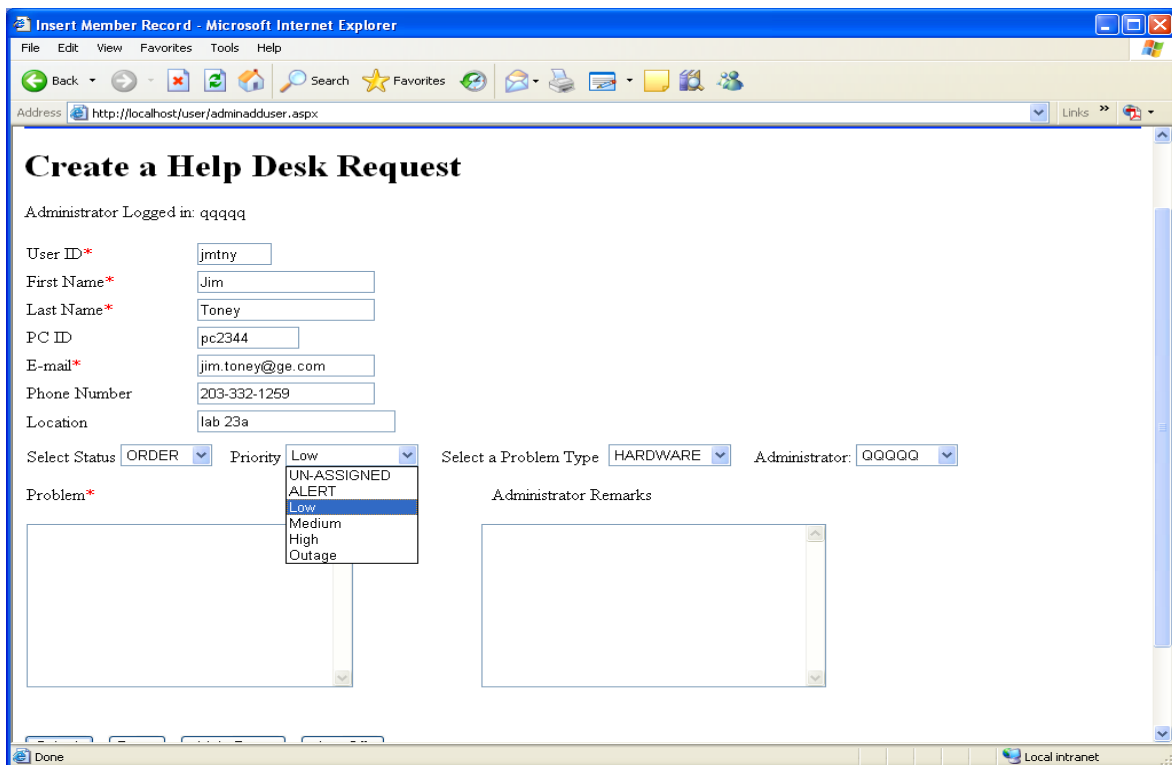 Insert Member Record - Microsoft Internet Explorer
File Edit View Favorites Tools Help
Back Search Favorites
Address http://localhost/user/adminadduser.aspx Links »
Create a Help Desk Request
Administrator Logged in: qqqqq
User ID* jmtny
First Name* Jim
Last Name* Toney
PC ID pc2344
E-mail* jim.toney@ge.com
Phone Number 203-332-1259
Location lab 23a
Select Status ORDER Priority Low Select a Problem Type HARDWARE Administrator: QQQQQ
UN-ASSIGNED
ALERT
Low
Medium
High
Outage
Problem* Administrator Remarks
Done Local intranet